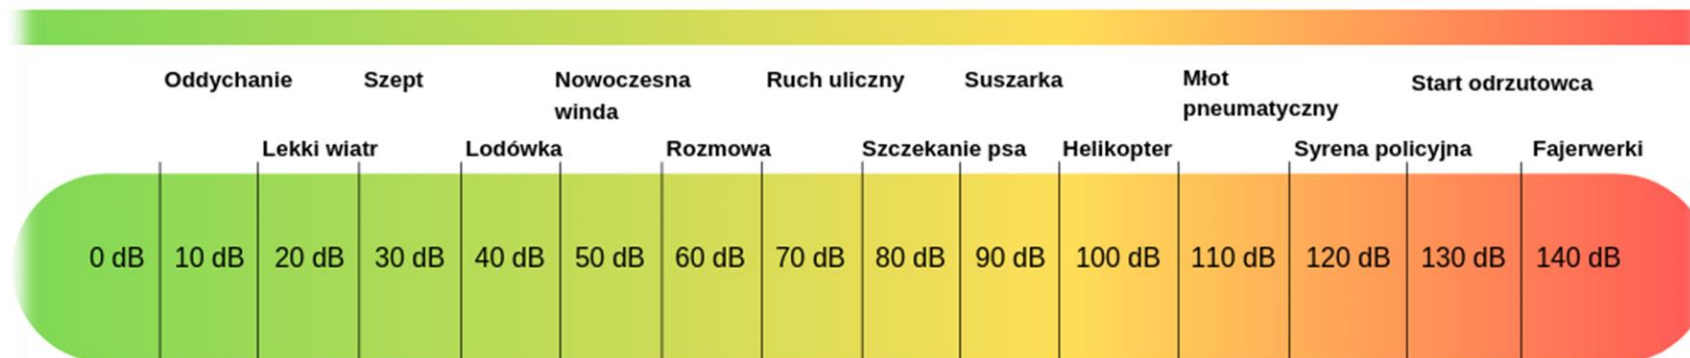 Oddychanie Szept Nowoczesna winda Ruch uliczny Suszarka Młot pneumatyczny Start odrzutowca
Lekki wiatr Lodówka Rozmowa Szczekanie psa Helikopter Syrena policyjna Fajerwerki
0 dB 10 dB 20 dB 30 dB 40 dB 50 dB 60 dB 70 dB 80 dB 90 dB 100 dB 110 dB 120 dB 130 dB 140 dB